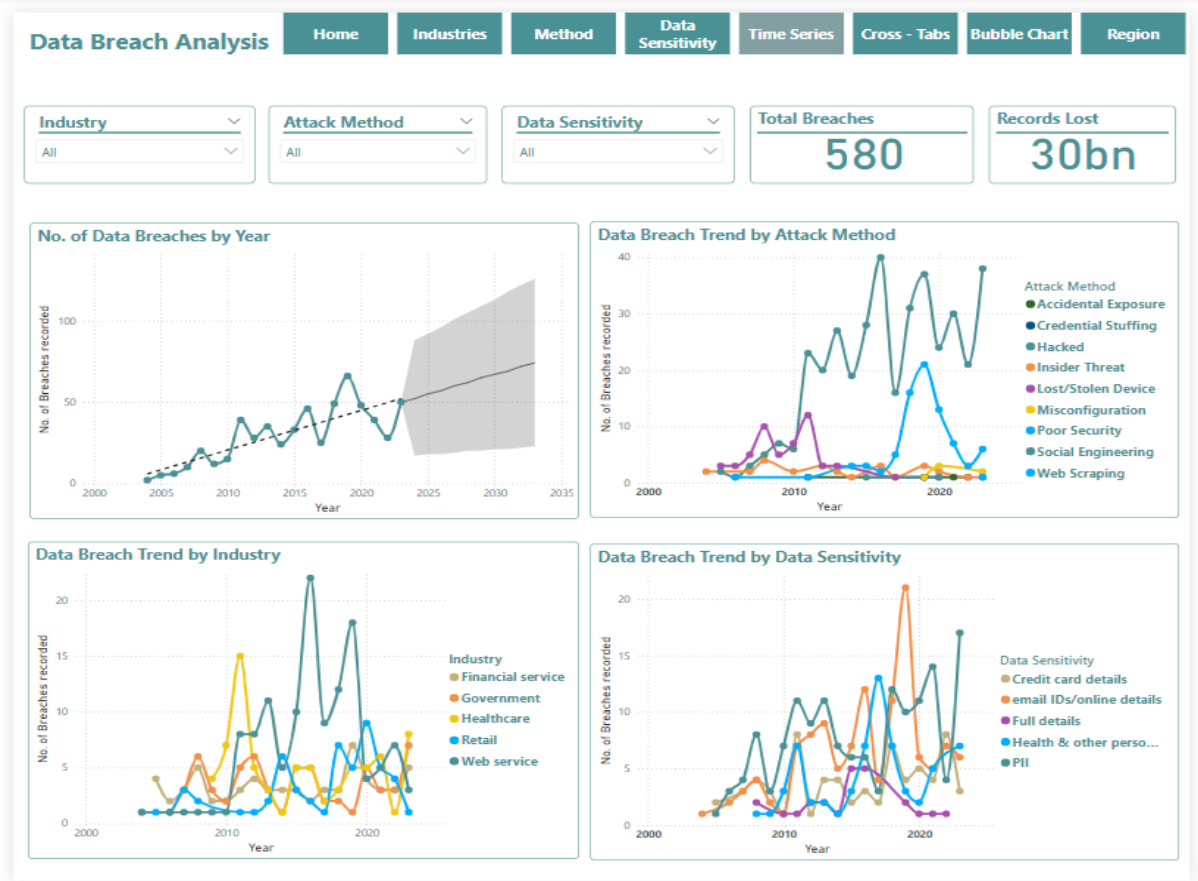 Data Breach Analysis
Home
Industries
Method
Data
Sensitivity
Time Series
Cross - Tabs
Bubble Chart
Region
Industry
All
Attack Method
All
Data Sensitivity
All
Total Breaches
580
Records Lost
30bn
No. of Data Breaches by Year
No. of Breaches recorded
100
50
0
2000 2005 2010 2015 2020 2025 2030 2035
Year
Data Breach Trend by Attack Method
No. of Breaches recorded
40
30
20
10
0
2000 2010 2020
Year
Attack Method
Accidental Exposure
Credential Stuffing
Hacked
Insider Threat
Lost/Stolen Device
Misconfiguration
Poor Security
Social Engineering
Web Scraping
Data Breach Trend by Industry
No. of Breaches recorded
20
15
10
5
0
2000 2010 2020
Year
Industry
Financial service
Government
Healthcare
Retail
Web service
Data Breach Trend by Data Sensitivity
No. of Breaches recorded
20
15
10
5
0
2000 2010 2020
Year
Data Sensitivity
Credit card details
email IDs/online details
Full details
Health & other perso...
PII